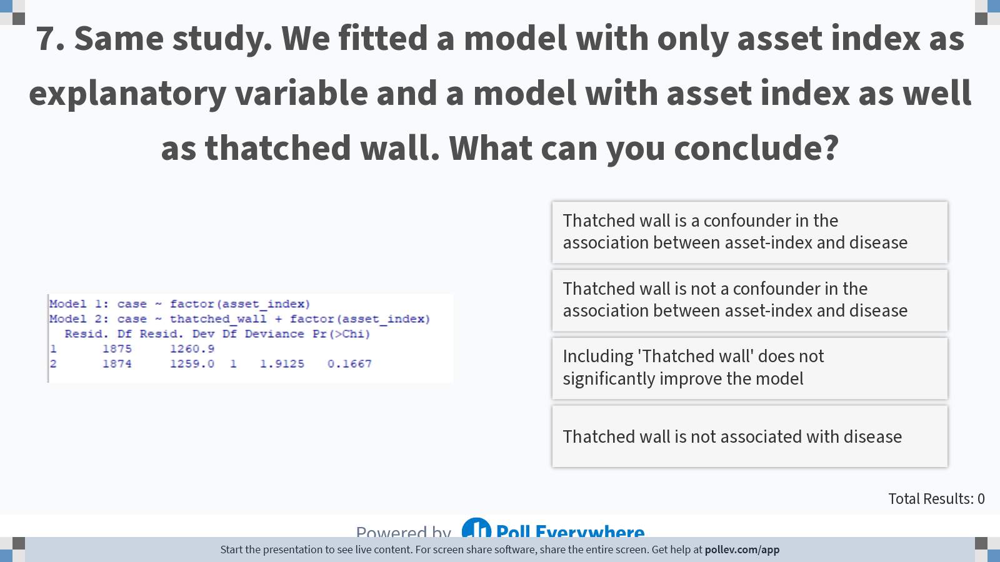 7. Same study. We fitted a model with only asset index as
explanatory variable and a model with asset index as well
as thatched wall. What can you conclude?
Thatched wall is a confounder in the
association between asset-index and disease
Thatched wall is not a confounder in the
association between asset-index and disease
Including 'Thatched wall' does not
significantly improve the model
Thatched wall is not associated with disease
Model 1: case ~ factor(asset_index)
Model 2: case ~ thatched_wall + factor(asset_index)
Resid. Df Resid. Dev Df Deviance Pr(>Chi)
1 1875 1260.9
2 1874 1259.0 1 1.9125 0.1667
Total Results: 0
Powered by Poll Everywhere
Start the presentation to see live content. For screen share software, share the entire screen. Get help at pollev.com/app